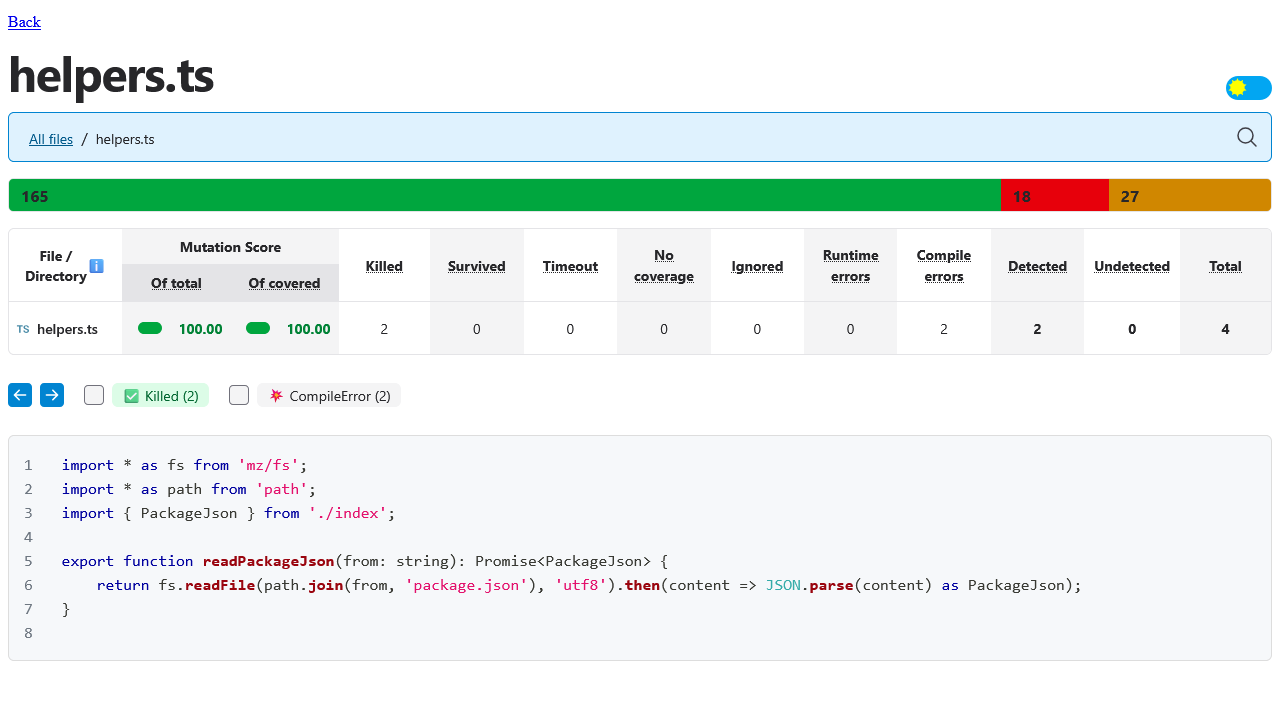 Back
helpers.ts
All files / helpers.ts
165 18 27
File / Directory ℹ️ Mutation Score Killed Survived Timeout No coverage Ignored Runtime errors Compile errors Detected Undetected Total
Of total Of covered
TS helpers.ts 100.00 100.00 2 0 0 0 0 0 2 2 0 4
✅ Killed (2) 💥 CompileError (2)
1 import * as fs from 'mz/fs';
2 import * as path from 'path';
3 import { PackageJson } from './index';
4
5 export function readPackageJson(from: string): Promise<PackageJson> {
6     return fs.readFile(path.join(from, 'package.json'), 'utf8').then(content => JSON.parse(content) as PackageJson);
7 }
8